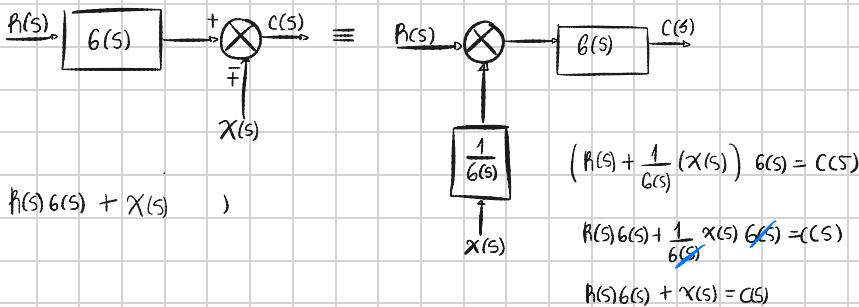 R(s) G(s) + C(s) ≡ R(s) G(s) C(s)
∓
X(s)
1/G(s)
X(s)
(R(s) + 1/G(s) (X(s)) G(s) = C(s)
R(s) G(s) + X(s) )
R(s) G(s) + 1/G(s) X(s) G(s) = C(s)
R(s) G(s) + X(s) = C(s)